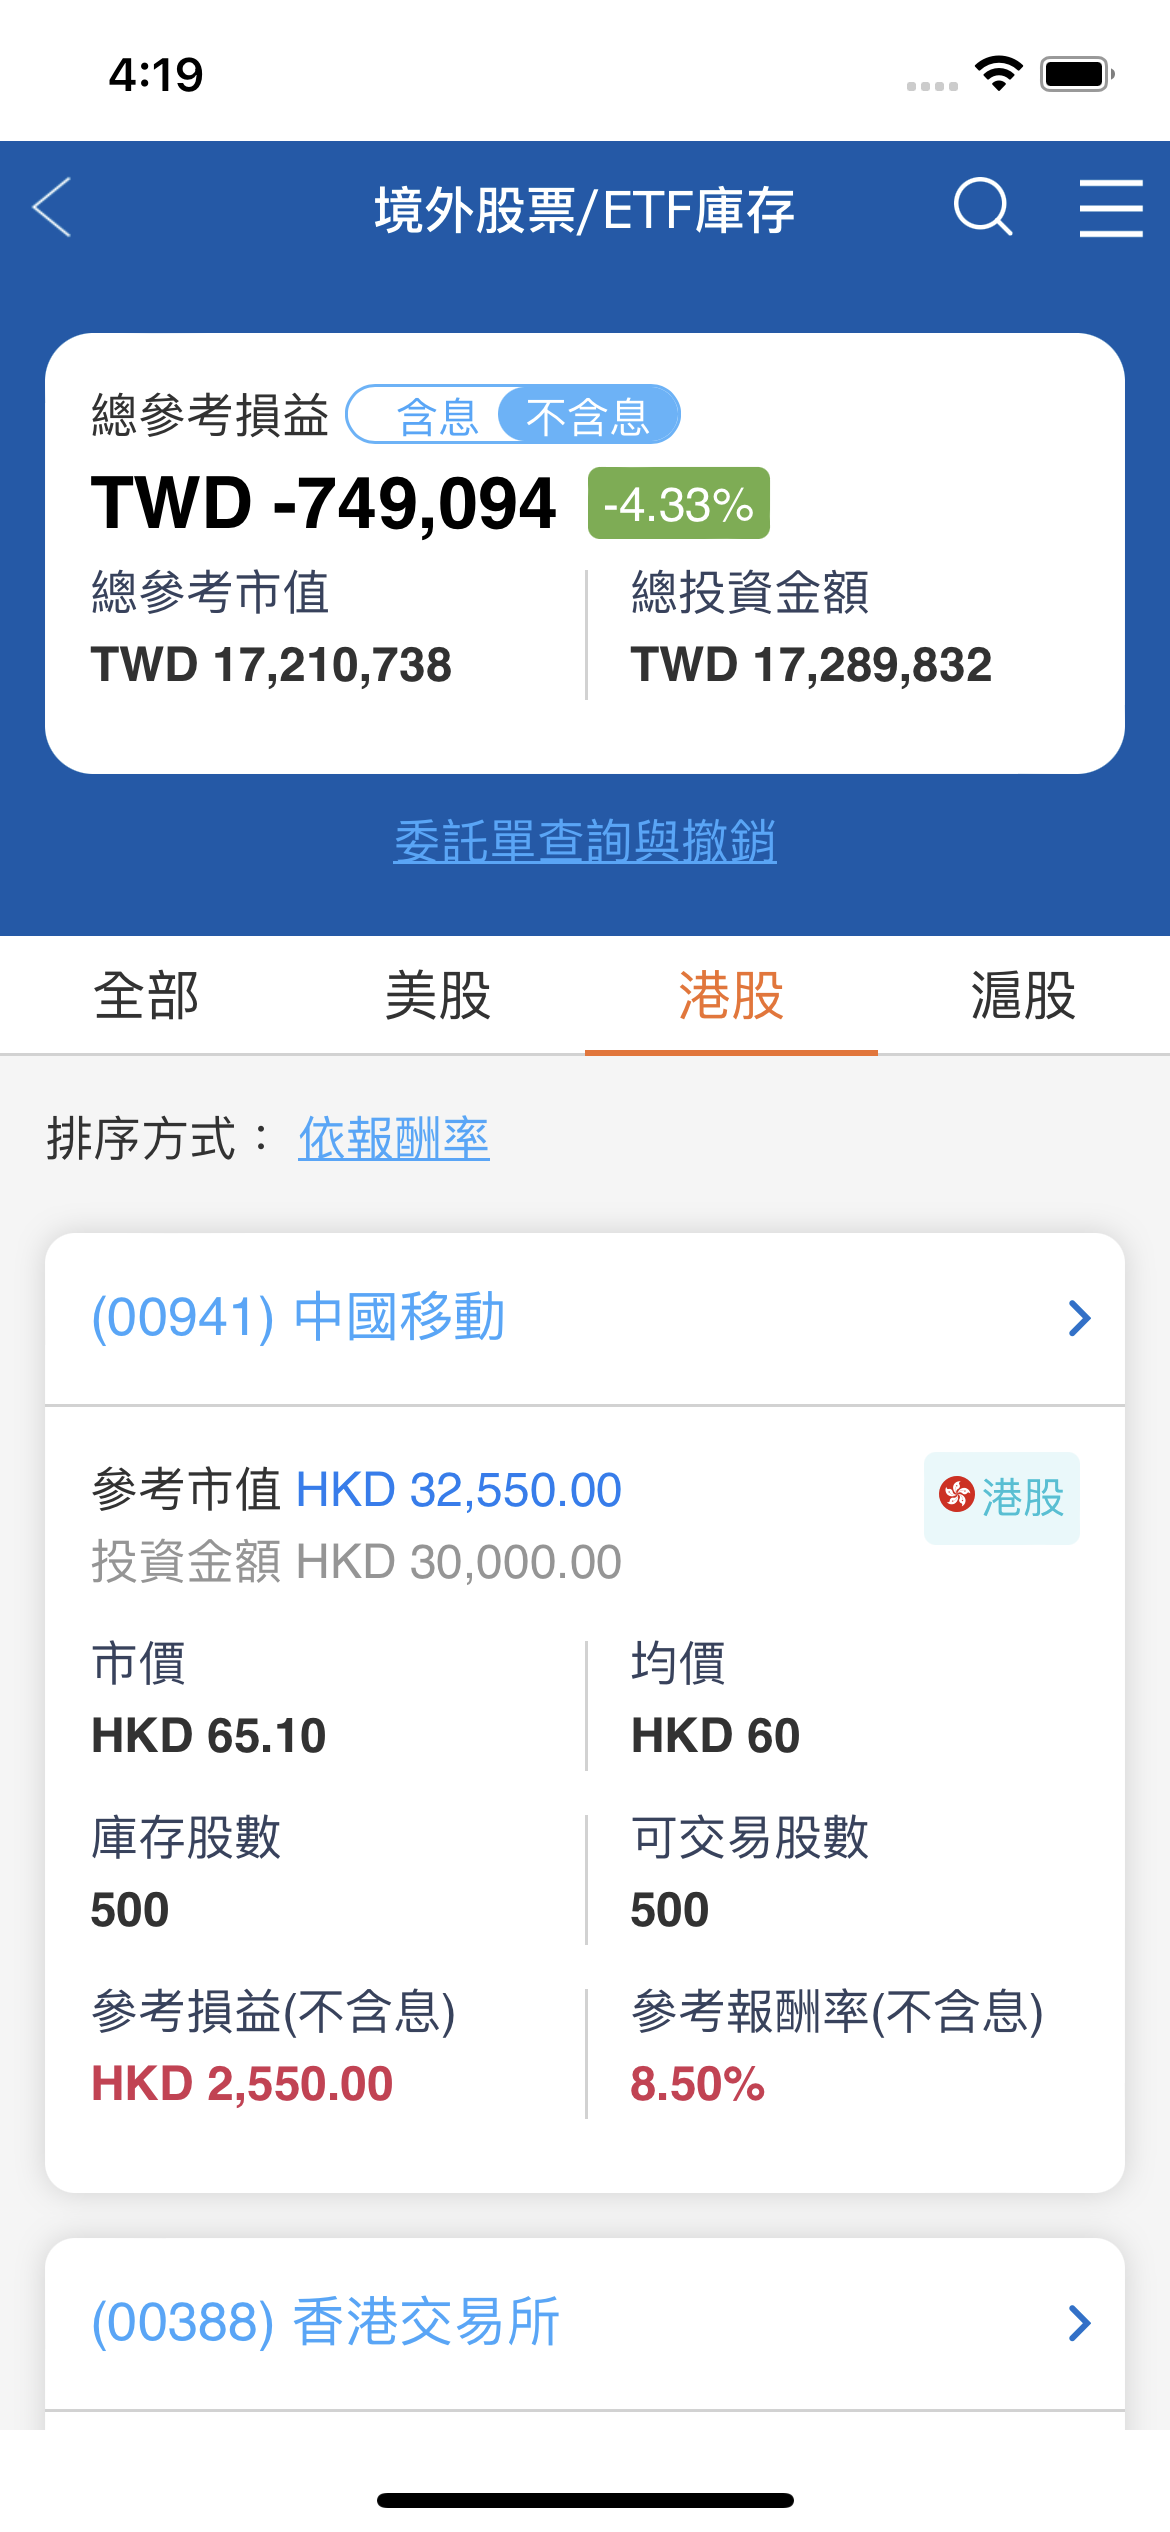 4:19
境外股票/ETF庫存
總參考損益 含息 不含息
TWD -749,094 -4.33%
總參考市值 總投資金額
TWD 17,210,738 TWD 17,289,832
委託單查詢與撤銷
全部 美股 港股 滬股
排序方式： 依報酬率
(00941) 中國移動
參考市值 HKD 32,550.00 港股
投資金額 HKD 30,000.00
市價 均價
HKD 65.10 HKD 60
庫存股數 可交易股數
500 500
參考損益(不含息) 參考報酬率(不含息)
HKD 2,550.00 8.50%
(00388) 香港交易所